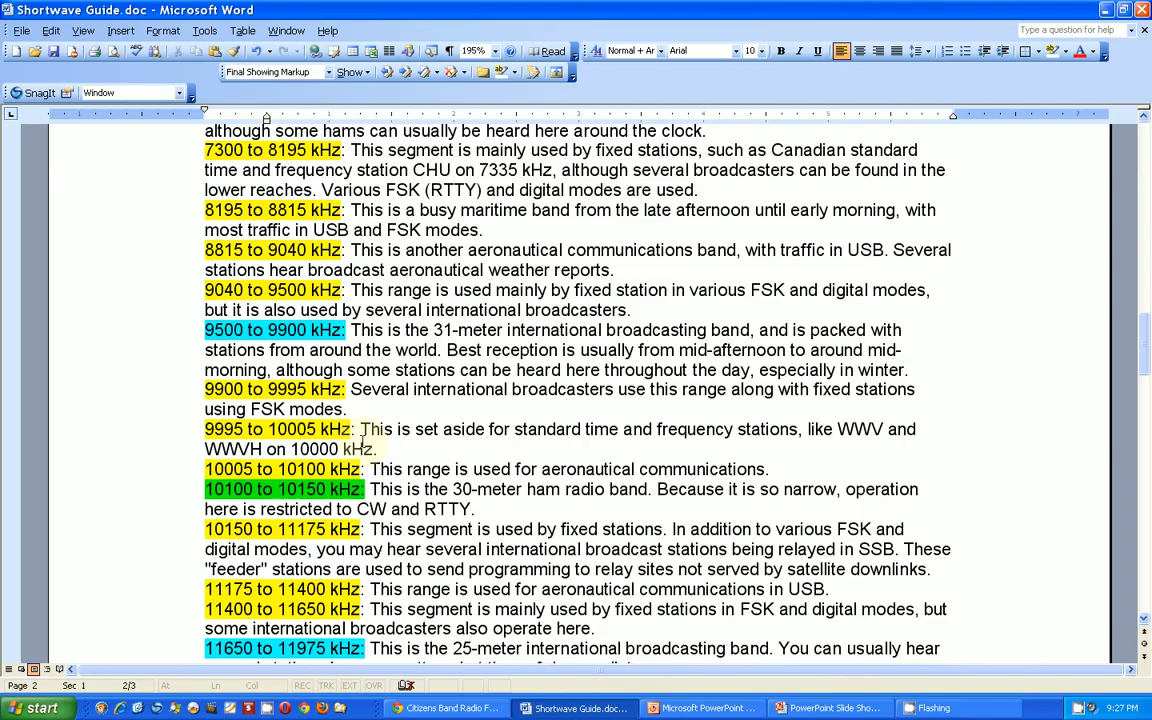 Shortwave Guide.doc - Microsoft Word
File Edit View Insert Format Tools Table Window Help
Type a question for help
195% Read Normal + Ar Arial 10 B I U
Final Showing Markup Show
SnagIt Window
although some hams can usually be heard here around the clock.
7300 to 8195 kHz: This segment is mainly used by fixed stations, such as Canadian standard
time and frequency station CHU on 7335 kHz, although several broadcasters can be found in the
lower reaches. Various FSK (RTTY) and digital modes are used.
8195 to 8815 kHz: This is a busy maritime band from the late afternoon until early morning, with
most traffic in USB and FSK modes.
8815 to 9040 kHz: This is another aeronautical communications band, with traffic in USB. Several
stations hear broadcast aeronautical weather reports.
9040 to 9500 kHz: This range is used mainly by fixed station in various FSK and digital modes,
but it is also used by several international broadcasters.
9500 to 9900 kHz: This is the 31-meter international broadcasting band, and is packed with
stations from around the world. Best reception is usually from mid-afternoon to around mid-
morning, although some stations can be heard here throughout the day, especially in winter.
9900 to 9995 kHz: Several international broadcasters use this range along with fixed stations
using FSK modes.
9995 to 10005 kHz: This is set aside for standard time and frequency stations, like WWV and
WWVH on 10000 kHz.
10005 to 10100 kHz: This range is used for aeronautical communications.
10100 to 10150 kHz: This is the 30-meter ham radio band. Because it is so narrow, operation
here is restricted to CW and RTTY.
10150 to 11175 kHz: This segment is used by fixed stations. In addition to various FSK and
digital modes, you may hear several international broadcast stations being relayed in SSB. These
"feeder" stations are used to send programming to relay sites not served by satellite downlinks.
11175 to 11400 kHz: This range is used for aeronautical communications in USB.
11400 to 11650 kHz: This segment is mainly used by fixed stations in FSK and digital modes, but
some international broadcasters also operate here.
11650 to 11975 kHz: This is the 25-meter international broadcasting band. You can usually hear
Page 2 Sec 1 2/3 At Ln Col REC TRK EXT OVR
start Citizens Band Radio F... Shortwave Guide.doc... Microsoft PowerPoint ... PowerPoint Slide Sho... Flashing 9:27 PM